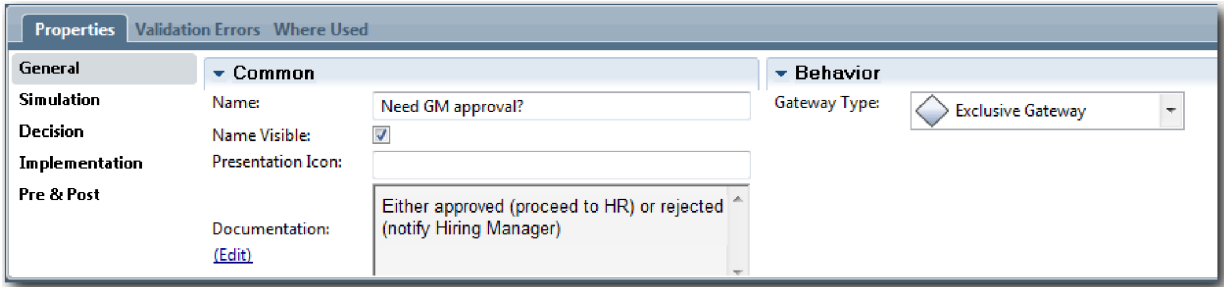 Properties Validation Errors Where Used
General
Simulation
Decision
Implementation
Pre & Post
Common
Name: Need GM approval?
Name Visible:
Presentation Icon:
Documentation:
(Edit)
Either approved (proceed to HR) or rejected
(notify Hiring Manager)
Behavior
Gateway Type: Exclusive Gateway